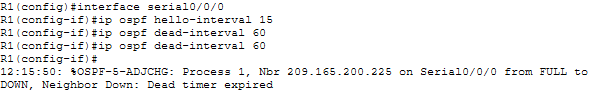 R1(config)#interface serial0/0/0
R1(config-if)#ip ospf hello-interval 15
R1(config-if)#ip ospf dead-interval 60
R1(config-if)#ip ospf dead-interval 60
R1(config-if)#
12:15:50: %OSPF-5-ADJCHG: Process 1, Nbr 209.165.200.225 on Serial0/0/0 from FULL to
DOWN, Neighbor Down: Dead timer expired